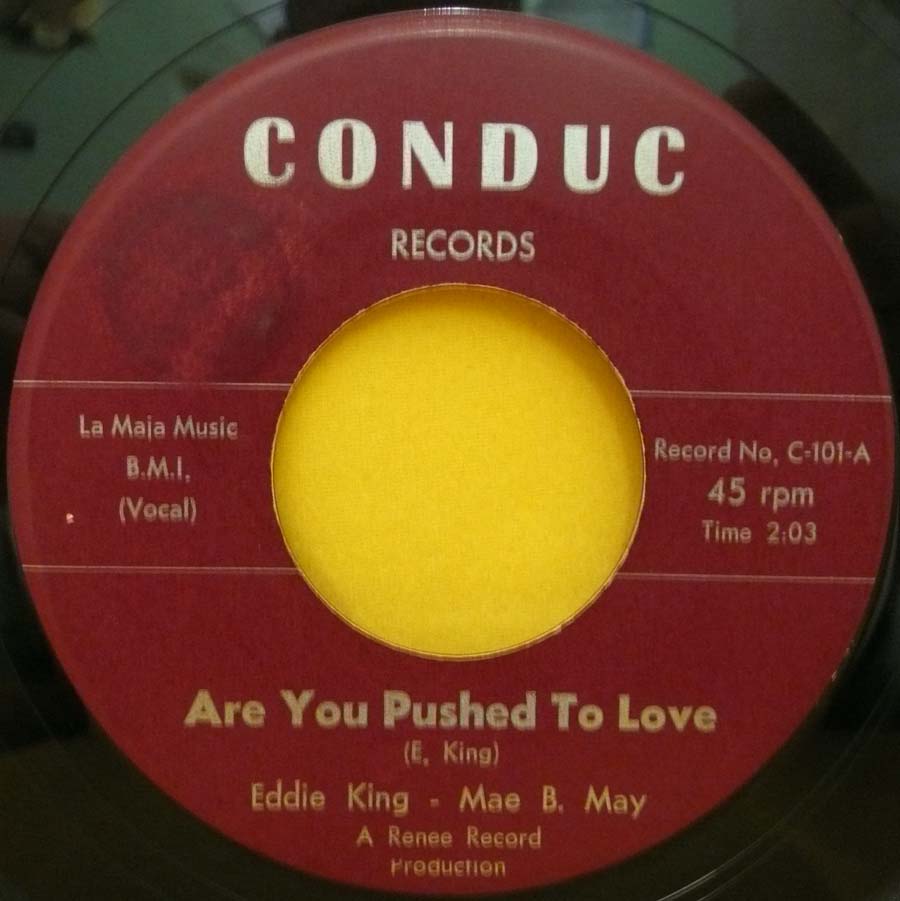 CONDUC
RECORDS
La Maja Music
B.M.I.
(Vocal)
Record No. C-101-A
45 rpm
Time 2:03
Are You Pushed To Love
(E. King)
Eddie King - Mae B. May
A Renee Record
Production